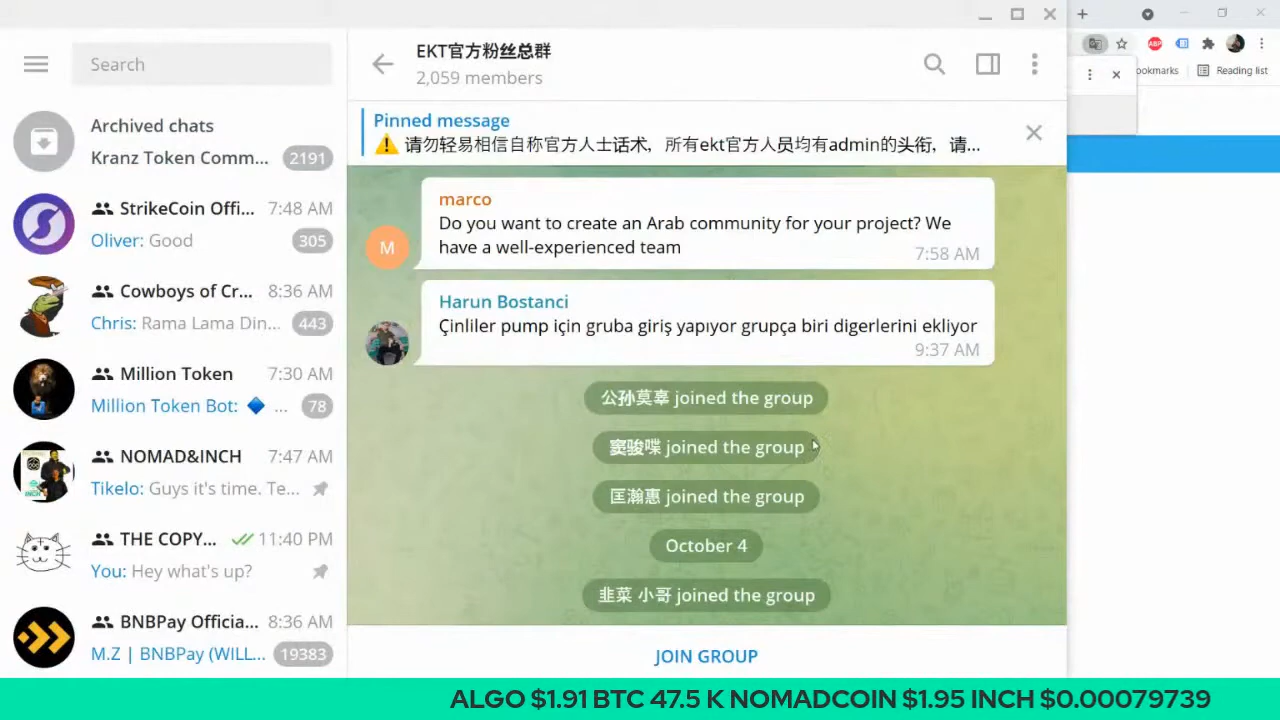 Search
EKT官方粉丝总群
2,059 members
okmarks
Reading list
ABP
Pinned message
⚠️ 请勿轻易相信自称官方人士话术，所有ekt官方人员均有admin的头衔，请...
Archived chats
Kranz Token Comm... 2191
StrikeCoin Offi... 7:48 AM
Oliver: Good 305
Cowboys of Cr... 8:36 AM
Chris: Rama Lama Din... 443
Million Token 7:30 AM
Million Token Bot: 🔷 ... 78
NOMAD&INCH 7:47 AM
Tikelo: Guys it's time. Te...
THE COPY... 11:40 PM
You: Hey what's up?
BNBPay Officia... 8:36 AM
M.Z | BNBPay (WILL... 19383
marco
Do you want to create an Arab community for your project? We
have a well-experienced team
7:58 AM
M
Harun Bostanci
Çinliler pump için gruba giriş yapıyor grupça biri digerlerini ekliyor
9:37 AM
公孙莫辜 joined the group
窦骏喋 joined the group
匡瀚惠 joined the group
October 4
韭菜 小哥 joined the group
JOIN GROUP
ALGO $1.91 BTC 47.5 K NOMADCOIN $1.95 INCH $0.00079739